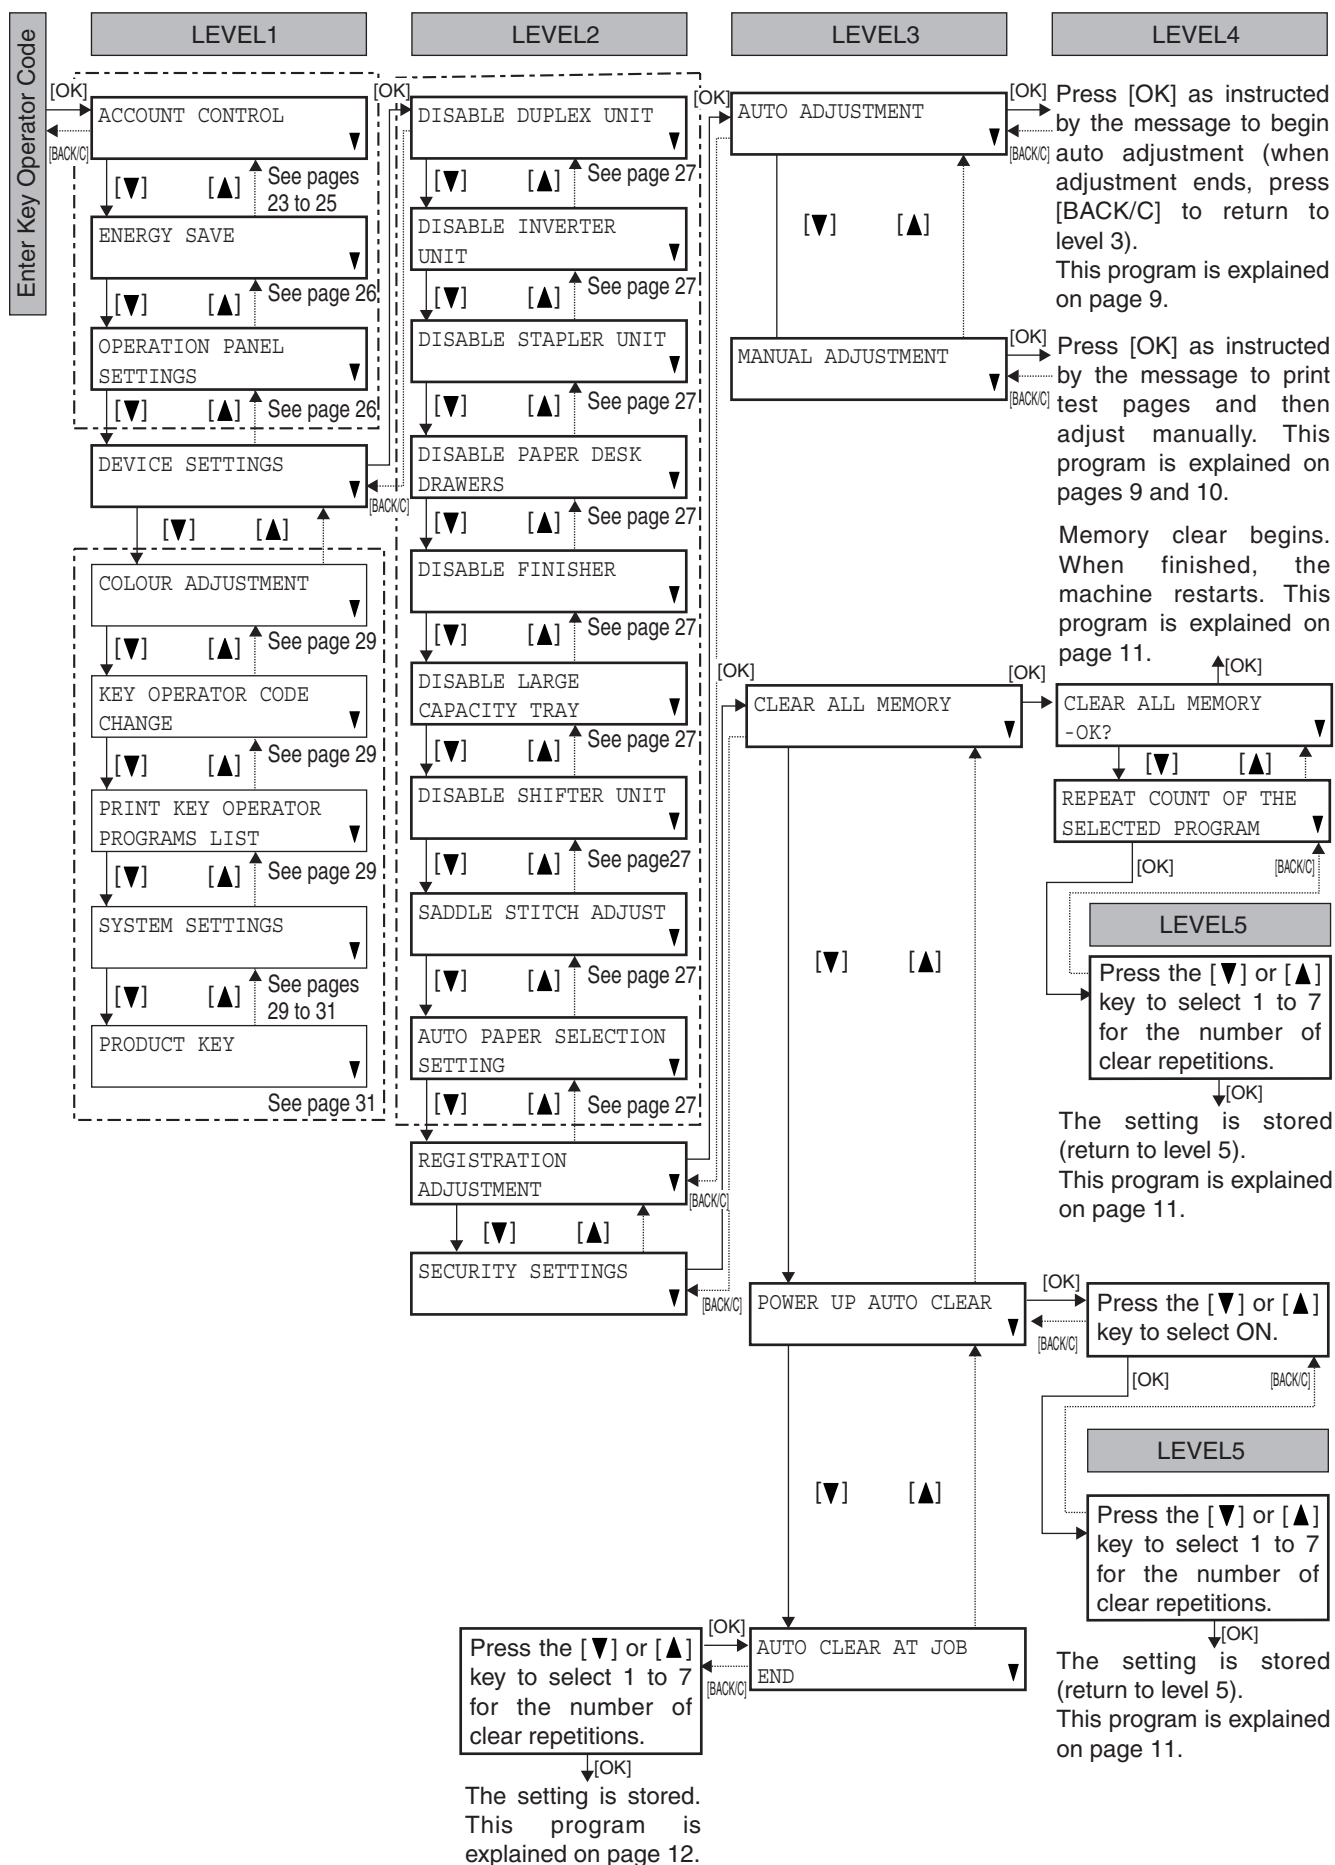 Enter Key Operator Code
LEVEL1
[OK]
[BACK/C]
ACCOUNT CONTROL
▼
[▼] [▲] See pages
23 to 25
ENERGY SAVE
▼
[▼] [▲] See page 26
OPERATION PANEL
SETTINGS ▼
[▼] [▲] See page 26
DEVICE SETTINGS
▼
[▼] [▲]
COLOUR ADJUSTMENT
▼
[▼] [▲] See page 29
KEY OPERATOR CODE
CHANGE ▼
[▼] [▲] See page 29
PRINT KEY OPERATOR
PROGRAMS LIST ▼
[▼] [▲] See page 29
SYSTEM SETTINGS
▼
[▼] [▲] See pages
29 to 31
PRODUCT KEY
▼
See page 31
LEVEL2
[OK]
[BACK/C]
DISABLE DUPLEX UNIT
▼
[▼] [▲] See page 27
DISABLE INVERTER
UNIT ▼
[▼] [▲] See page 27
DISABLE STAPLER UNIT
▼
[▼] [▲] See page 27
DISABLE PAPER DESK
DRAWERS ▼
[▼] [▲] See page 27
DISABLE FINISHER
▼
[▼] [▲] See page 27
DISABLE LARGE
CAPACITY TRAY ▼
[▼] [▲] See page 27
DISABLE SHIFTER UNIT
▼
[▼] [▲] See page27
SADDLE STITCH ADJUST
▼
[▼] [▲] See page 27
AUTO PAPER SELECTION
SETTING ▼
[▼] [▲] See page 27
REGISTRATION
ADJUSTMENT ▼
[BACK/C]
[▼] [▲]
SECURITY SETTINGS
▼
[BACK/C]
LEVEL3
[OK]
AUTO ADJUSTMENT
▼
[▼] [▲]
MANUAL ADJUSTMENT
▼
[OK]
CLEAR ALL MEMORY
▼
[▼] [▲]
POWER UP AUTO CLEAR
▼
[▼] [▲]
AUTO CLEAR AT JOB
END ▼
[OK]
[BACK/C]
Press the [▼] or [▲]
key to select 1 to 7
for the number of
clear repetitions.
[OK]
The setting is stored.
This program is
explained on page 12.
LEVEL4
[OK]
[BACK/C]
Press [OK] as instructed
by the message to begin
auto adjustment (when
adjustment ends, press
[BACK/C] to return to
level 3).
This program is explained
on page 9.
[OK]
[BACK/C]
Press [OK] as instructed
by the message to print
test pages and then
adjust manually. This
program is explained on
pages 9 and 10.
Memory clear begins.
When finished, the
machine restarts. This
program is explained on
page 11.
[OK]
[OK]
CLEAR ALL MEMORY
-OK? ▼
[▼] [▲]
REPEAT COUNT OF THE
SELECTED PROGRAM ▼
[OK] [BACK/C]
LEVEL5
Press the [▼] or [▲]
key to select 1 to 7
for the number of
clear repetitions.
[OK]
The setting is stored
(return to level 5).
This program is explained
on page 11.
[OK]
[BACK/C]
Press the [▼] or [▲]
key to select ON.
[OK] [BACK/C]
LEVEL5
Press the [▼] or [▲]
key to select 1 to 7
for the number of
clear repetitions.
[OK]
The setting is stored
(return to level 5).
This program is explained
on page 11.